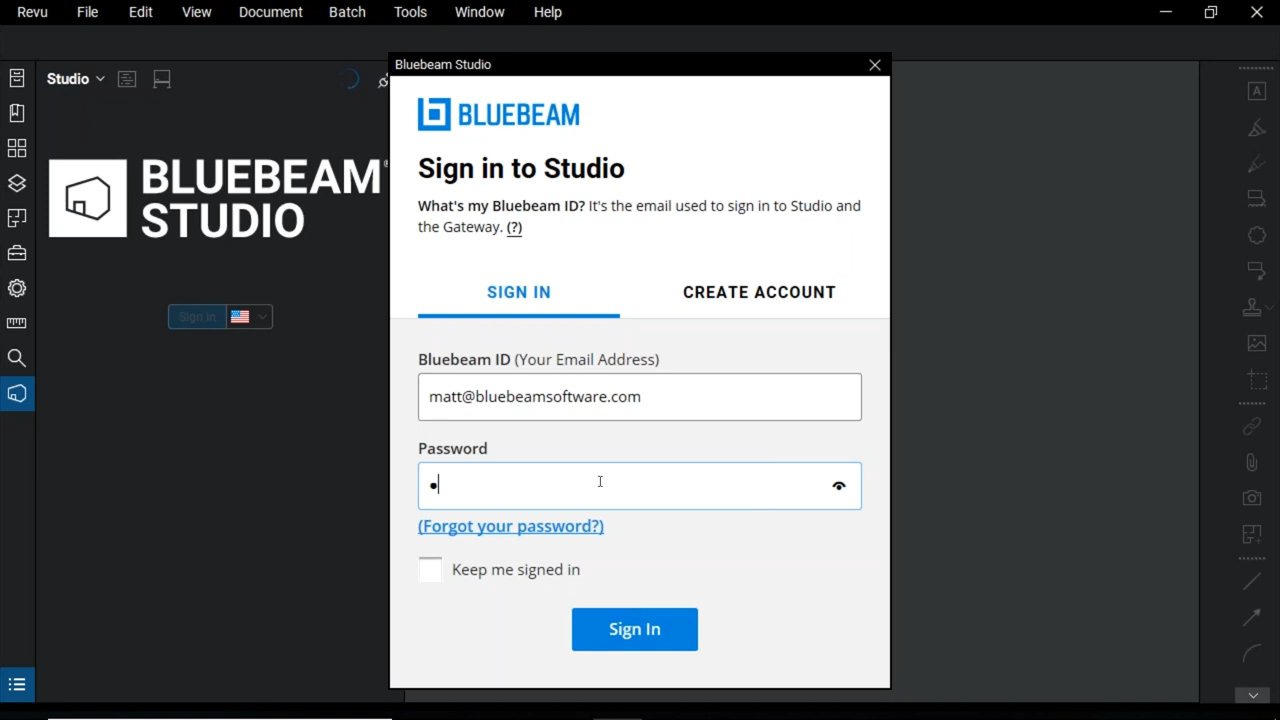 Revu File Edit View Document Batch Tools Window Help
Bluebeam Studio
Studio
BLUEBEAM
BLUEBEAM®
STUDIO
Sign in to Studio
What's my Bluebeam ID? It's the email used to sign in to Studio and
the Gateway. (?)
SIGN IN CREATE ACCOUNT
Sign In
Bluebeam ID (Your Email Address)
matt@bluebeamsoftware.com
Password
(Forgot your password?)
Keep me signed in
Sign In
A